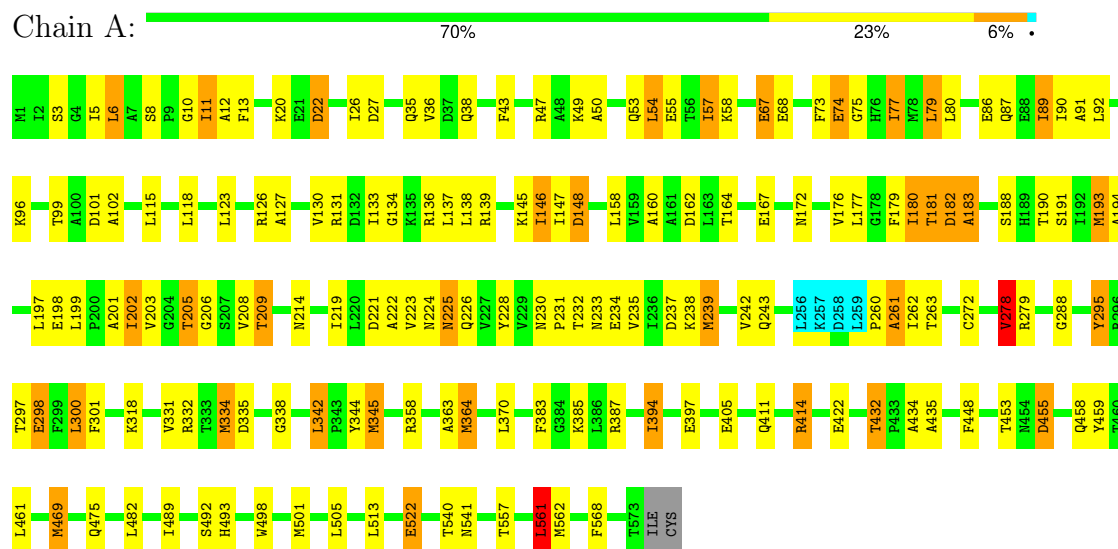 Chain A:
70% 23% 6% •
M1 I2 S3 G4 I5 L6 A7 S8 P9 G10 I11 A12 F13 K20 E21 D22 I26 D27 Q35 V36 D37 Q38 F43 R47 A48 K49 A50 Q53 L54 E55 T56 I57 K58 E67 E68 F73 E74 G75 H76 I77 M78 L79 L80 E86 Q87 E88 I89 I90 A91 L92
K96 T99 A100 D101 A102 L115 L118 L123 R126 A127 V130 R131 D132 I133 G134 K135 R136 L137 L138 R139 K145 I146 I147 D148 L158 V159 A160 A161 D162 L163 T164 E167 N172 V176 L177 G178 F179 I180 T181 D182 A183 S188 H189 T190 S191 I192 M193 A194
L197 E198 L199 P200 A201 I202 V203 G204 T205 G206 S207 V208 T209 N214 I219 L220 D221 A222 V223 N224 N225 Q226 V227 Y228 V229 N230 P231 T232 N233 E234 V235 I236 D237 K238 M239 V242 Q243 L256 K257 D258 L259 P260 A261 I262 T263 C272 V278 R279 G288 Y295 R296
T297 E298 F299 L300 F301 K318 V331 R332 T333 M334 D335 G338 L342 P343 Y344 M345 R358 A363 M364 L370 F383 G384 K385 L386 R387 I394 E397 E405 Q411 R414 E422 T432 P433 A434 A435 F448 T453 N454 D455 Q458 Y459 T460
L461 M469 Q475 L482 I489 S492 H493 W498 M501 L505 L513 E522 T540 N541 T557 L561 M562 F568 T573 ILE CYS